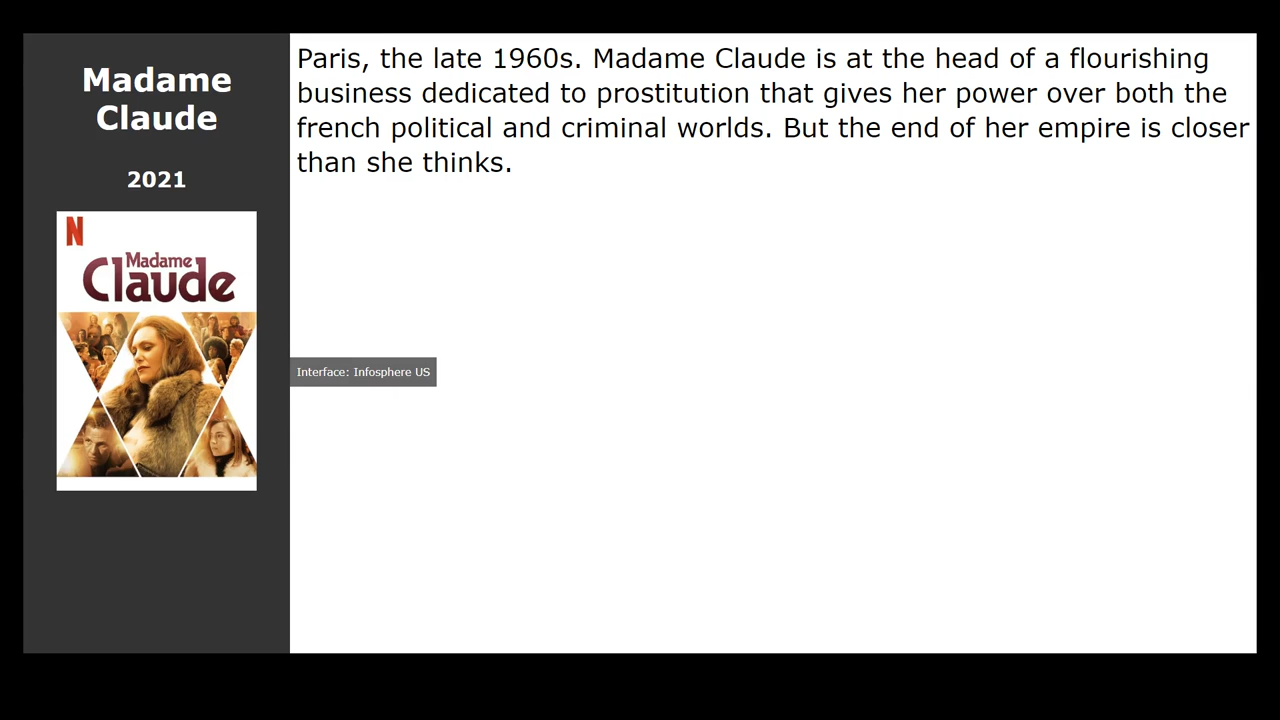 Madame
Claude
2021
N
Madame
Claude
Paris, the late 1960s. Madame Claude is at the head of a flourishing
business dedicated to prostitution that gives her power over both the
french political and criminal worlds. But the end of her empire is closer
than she thinks.
Interface: Infosphere US